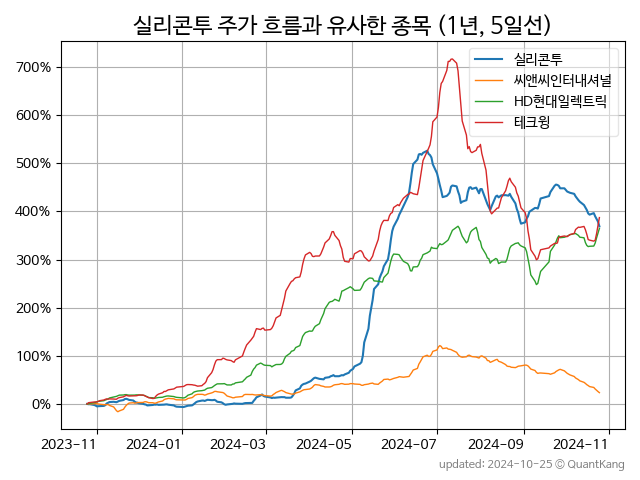 실리콘투 주가 흐름과 유사한 종목 (1년, 5일선)
실리콘투
씨앤씨인터내셔널
HD현대일렉트릭
테크윙
700%
600%
500%
400%
300%
200%
100%
0%
2023-11
2024-01
2024-03
2024-05
2024-07
2024-09
2024-11
updated: 2024-10-25 © QuantKang